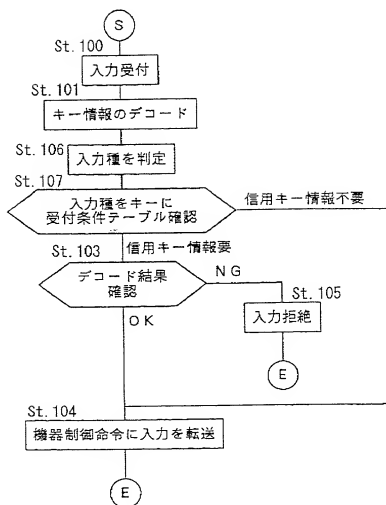 S
St.100
入力受付
St.101
キー情報のデコード
St.106
入力種を判定
St.107
入力種をキーに
受付条件テーブル確認
信用キー情報不要
信用キー情報要
St.103
デコード結果
確認
NG
St.105
入力拒絶
OK
E
St.104
機器制御命令に入力を転送
E